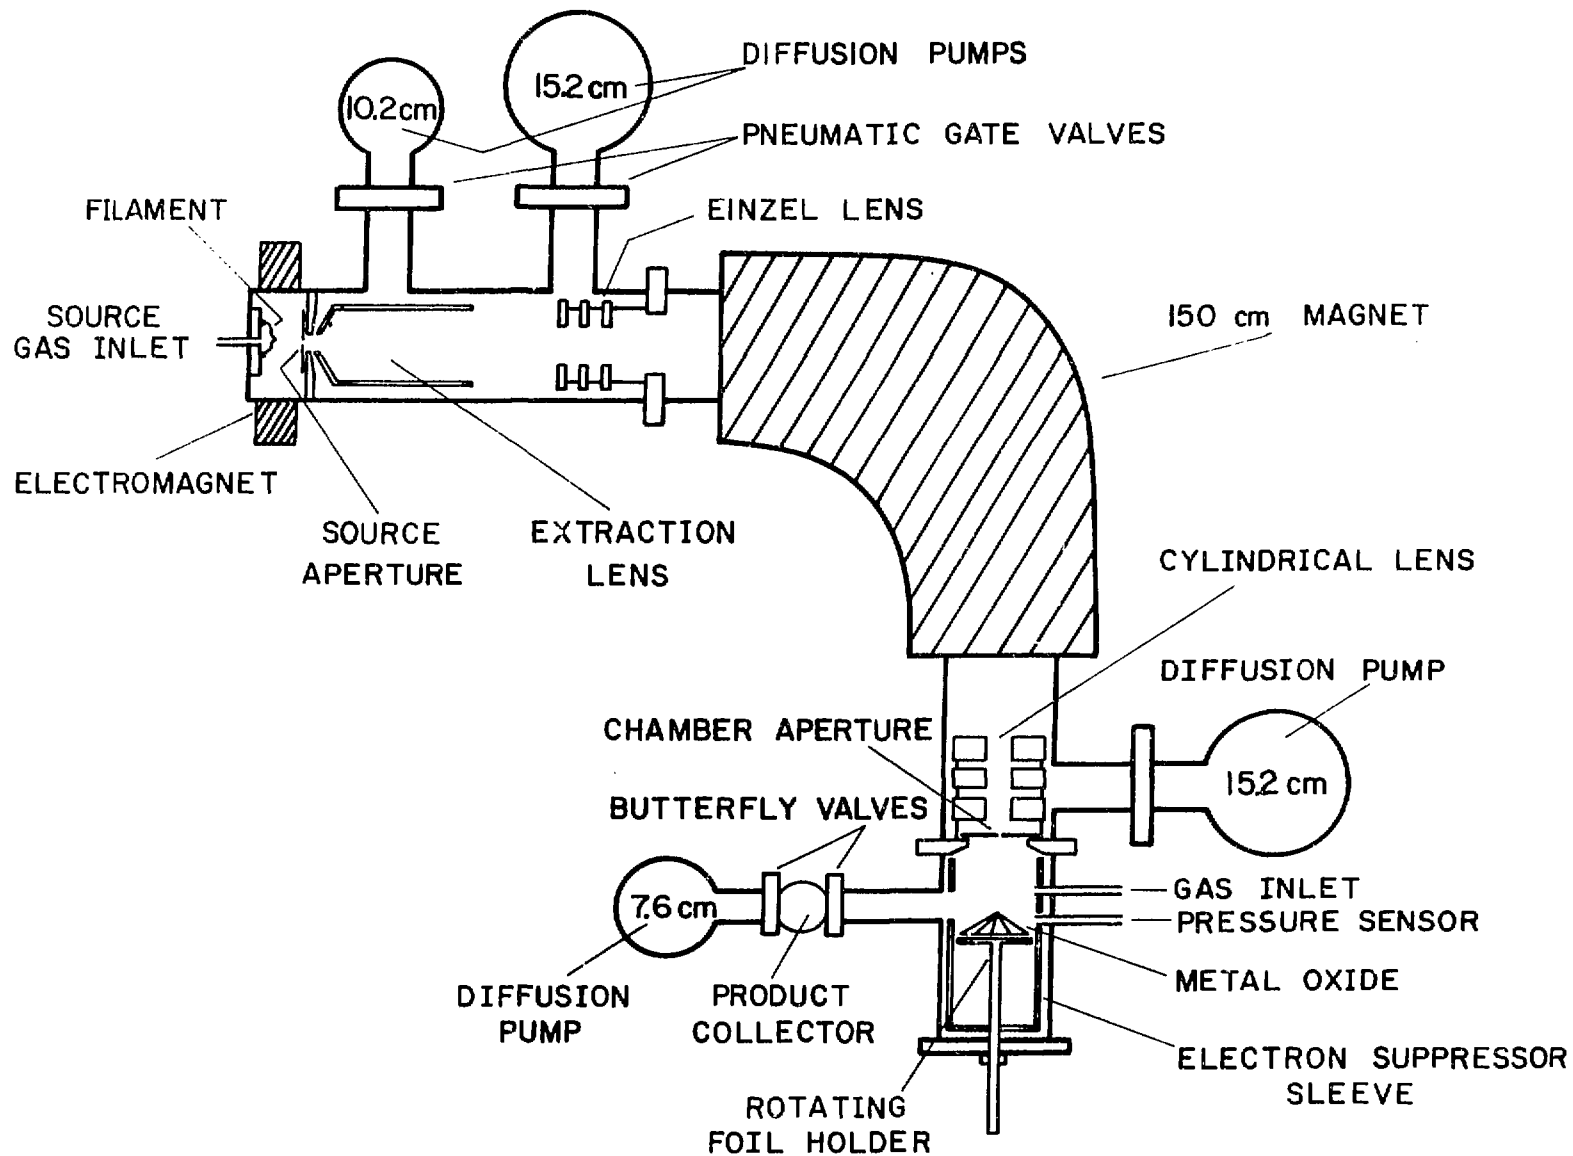 DIFFUSION PUMPS
15.2 cm
10.2 cm
PNEUMATIC GATE VALVES
FILAMENT
EINZEL LENS
SOURCE
GAS INLET
150 cm MAGNET
ELECTROMAGNET
SOURCE
APERTURE
EXTRACTION
LENS
CYLINDRICAL LENS
DIFFUSION PUMP
CHAMBER APERTURE
15.2 cm
BUTTERFLY VALVES
7.6 cm
GAS INLET
PRESSURE SENSOR
METAL OXIDE
DIFFUSION
PUMP
PRODUCT
COLLECTOR
ELECTRON SUPPRESSOR
SLEEVE
ROTATING
FOIL HOLDER